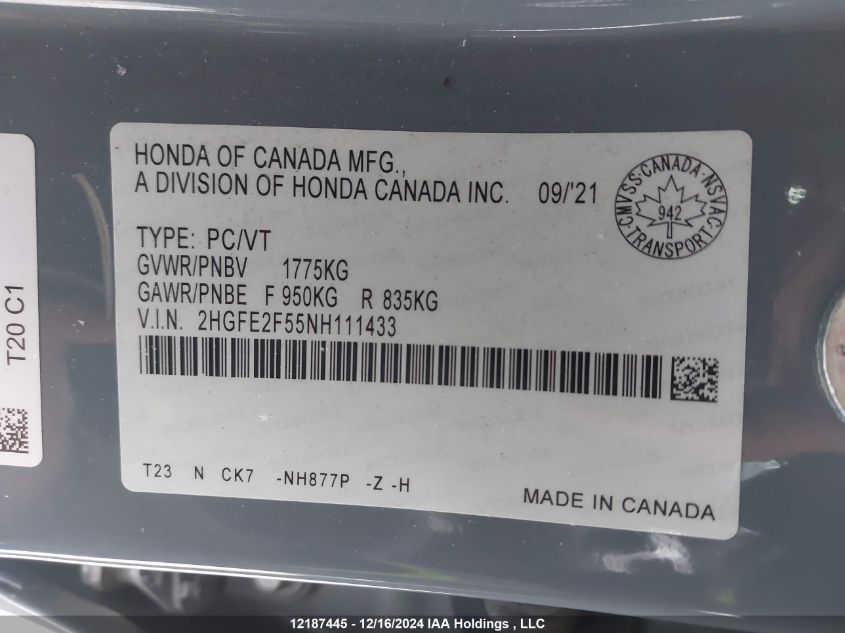 HONDA OF CANADA MFG.,
A DIVISION OF HONDA CANADA INC. 09/'21
CMVSS·CANADA·NSVAC·TRANSPORT·
942
TYPE: PC/VT
GVWR/PNBV 1775KG
GAWR/PNBE F 950KG R 835KG
V.I.N. 2HGFE2F55NH111433
T23 N CK7 -NH877P -Z -H
MADE IN CANADA
T20 C1
12187445 - 12/16/2024 IAA Holdings , LLC